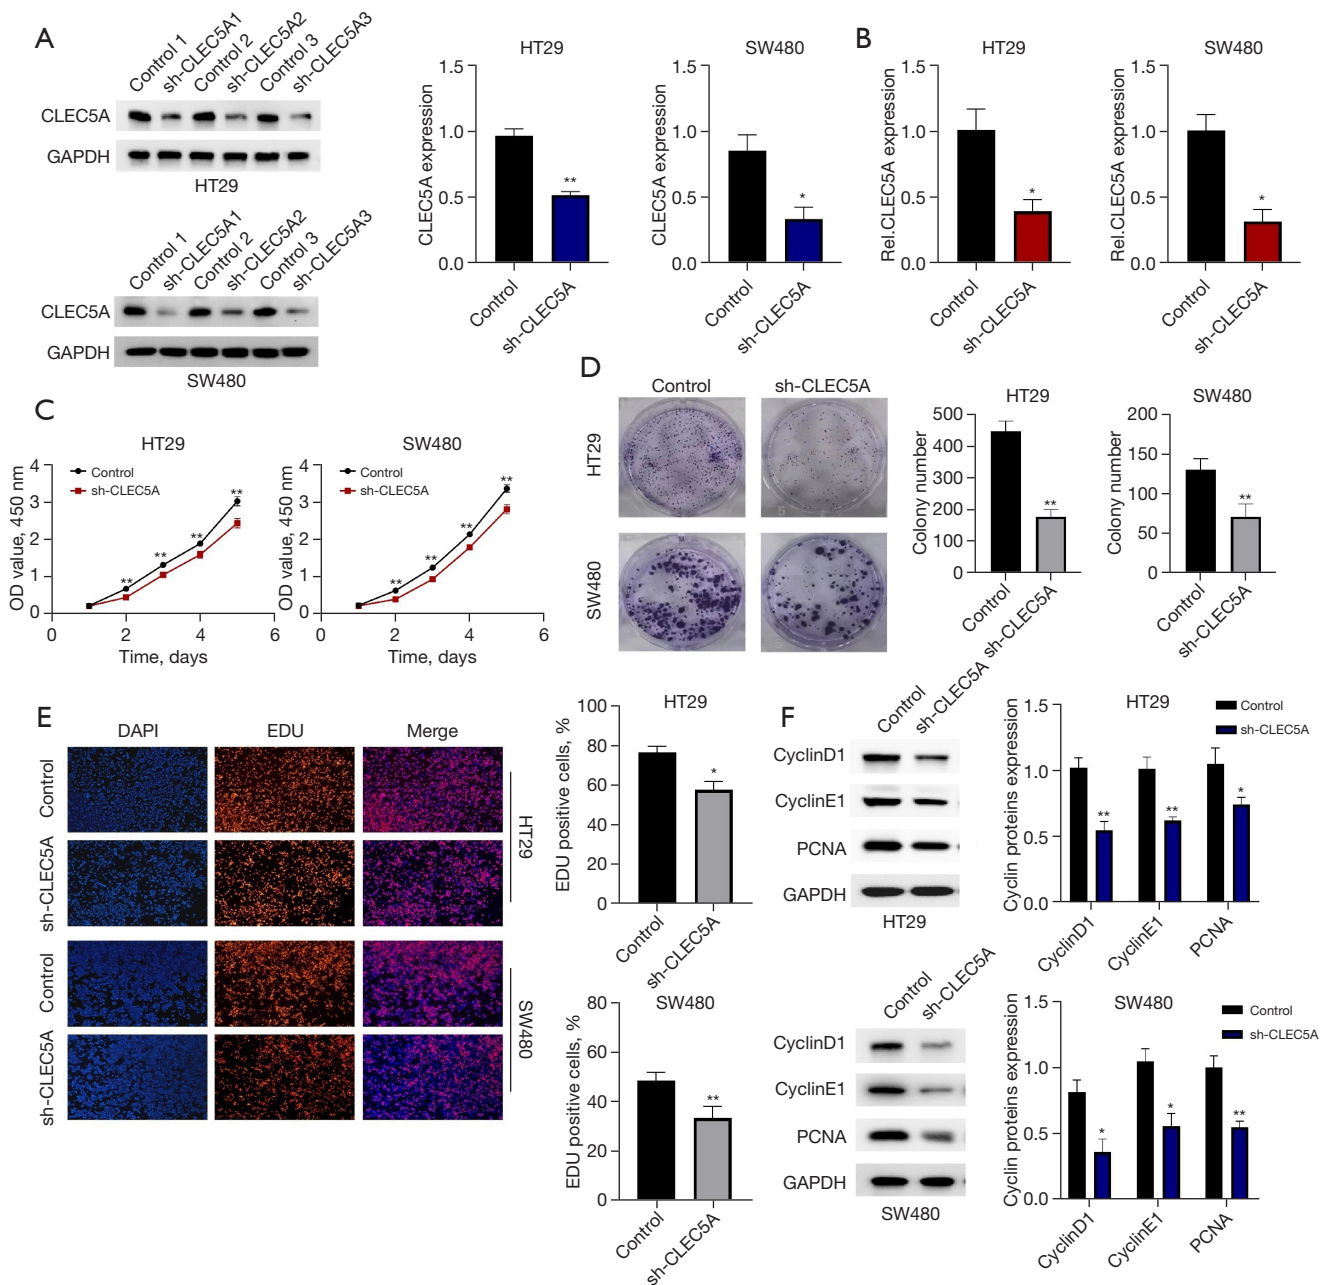 A
Control 1
sh-CLEC5A1
Control 2
sh-CLEC5A2
Control 3
sh-CLEC5A3
CLEC5A
GAPDH
HT29
Control 1
sh-CLEC5A1
Control 2
sh-CLEC5A2
Control 3
sh-CLEC5A3
CLEC5A
GAPDH
SW480
HT29
CLEC5A expression
1.5
1.0
0.5
0.0
**
Control
sh-CLEC5A
SW480
CLEC5A expression
1.5
1.0
0.5
0.0
*
Control
sh-CLEC5A
B
HT29
Rel.CLEC5A expression
1.5
1.0
0.5
0.0
*
Control
sh-CLEC5A
SW480
Rel.CLEC5A expression
1.5
1.0
0.5
0.0
*
Control
sh-CLEC5A
C
HT29
OD value, 450 nm
4
3
2
1
0
Control
sh-CLEC5A
**
**
**
**
0
2
4
6
Time, days
SW480
OD value, 450 nm
4
3
2
1
0
Control
sh-CLEC5A
**
**
**
**
0
2
4
6
Time, days
D
Control
sh-CLEC5A
HT29
SW480
HT29
Colony number
500
400
300
200
100
0
**
Control
sh-CLEC5A
SW480
Colony number
200
150
100
50
0
**
Control
sh-CLEC5A
E
DAPI
EDU
Merge
Control
sh-CLEC5A
HT29
Control
sh-CLEC5A
SW480
HT29
EDU positive cells, %
100
80
60
40
20
0
*
Control
sh-CLEC5A
SW480
EDU positive cells, %
80
60
40
20
0
**
Control
sh-CLEC5A
F
Control
sh-CLEC5A
CyclinD1
CyclinE1
PCNA
GAPDH
HT29
HT29
Cyclin proteins expression
1.5
1.0
0.5
0.0
Control
sh-CLEC5A
**
**
*
CyclinD1
CyclinE1
PCNA
Control
sh-CLEC5A
CyclinD1
CyclinE1
PCNA
GAPDH
SW480
SW480
Cyclin proteins expression
1.5
1.0
0.5
0.0
Control
sh-CLEC5A
*
*
**
CyclinD1
CyclinE1
PCNA